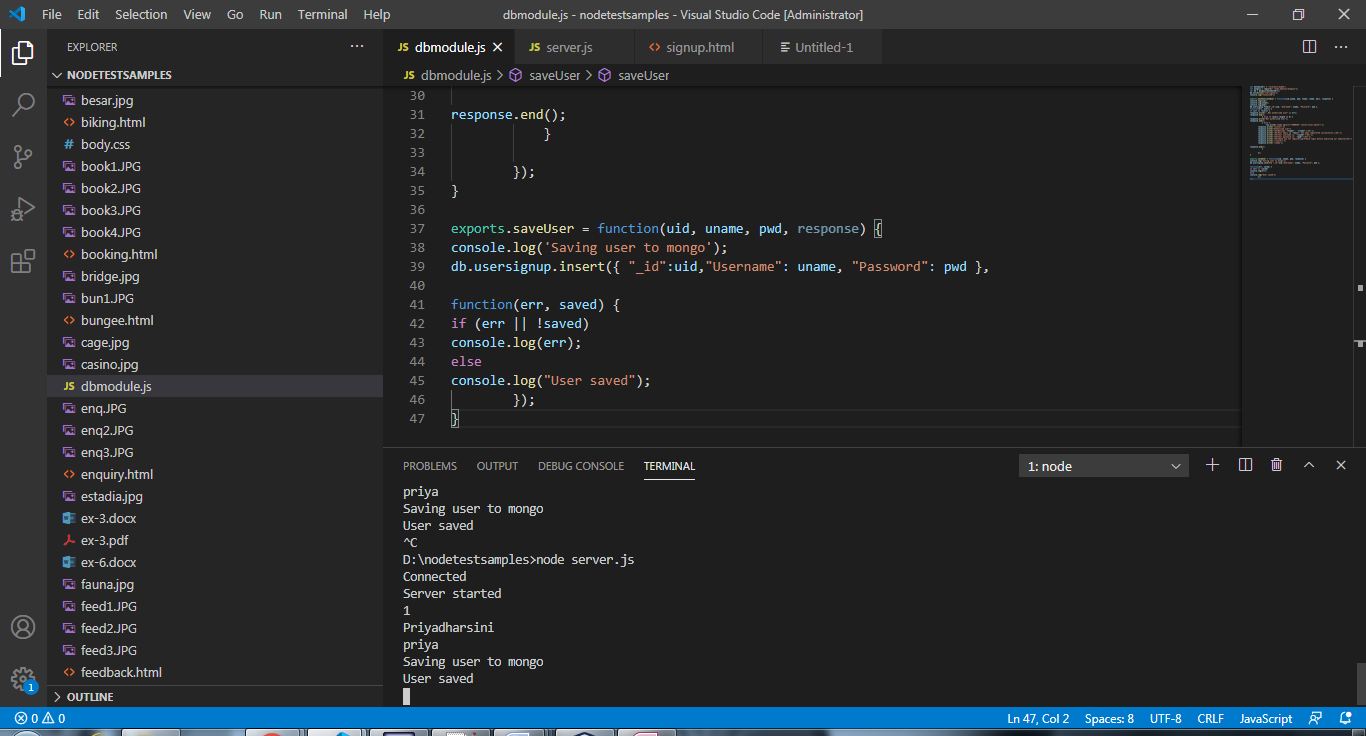 File Edit Selection View Go Run Terminal Help dbmodule.js - nodetestsamples - Visual Studio Code [Administrator]
EXPLORER
NODETESTSAMPLES
besar.jpg
biking.html
body.css
book1.JPG
book2.JPG
book3.JPG
book4.JPG
booking.html
bridge.jpg
bun1.JPG
bungee.html
cage.jpg
casino.jpg
JS dbmodule.js
enq.JPG
enq2.JPG
enq3.JPG
enquiry.html
estadia.jpg
ex-3.docx
ex-3.pdf
ex-6.docx
fauna.jpg
feed1.JPG
feed2.JPG
feed3.JPG
feedback.html
OUTLINE
1
JS dbmodule.js JS server.js signup.html Untitled-1
JS dbmodule.js > saveUser > saveUser
30
31 response.end();
32 }
33
34 });
35 }
36
37 exports.saveUser = function(uid, uname, pwd, response) {
38 console.log('Saving user to mongo');
39 db.usersignup.insert({ "_id":uid,"Username": uname, "Password": pwd },
40
41 function(err, saved) {
42 if (err || !saved)
43 console.log(err);
44 else
45 console.log("User saved");
46 });
47 }
PROBLEMS OUTPUT DEBUG CONSOLE TERMINAL 1: node
priya
Saving user to mongo
User saved
^C
D:\nodetestsamples>node server.js
Connected
Server started
1
Priyadharsini
priya
Saving user to mongo
User saved
0 0 Ln 47, Col 2 Spaces: 8 UTF-8 CRLF JavaScript